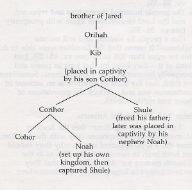 brother of Jared
Orihah
Kib
(placed in captivity
by his son Corihor)
Corihor
Shule
(freed his father;
later was placed in
captivity by his
nephew Noah)
Cohor
Noah
(set up his own
kingdom, then
captured Shule)